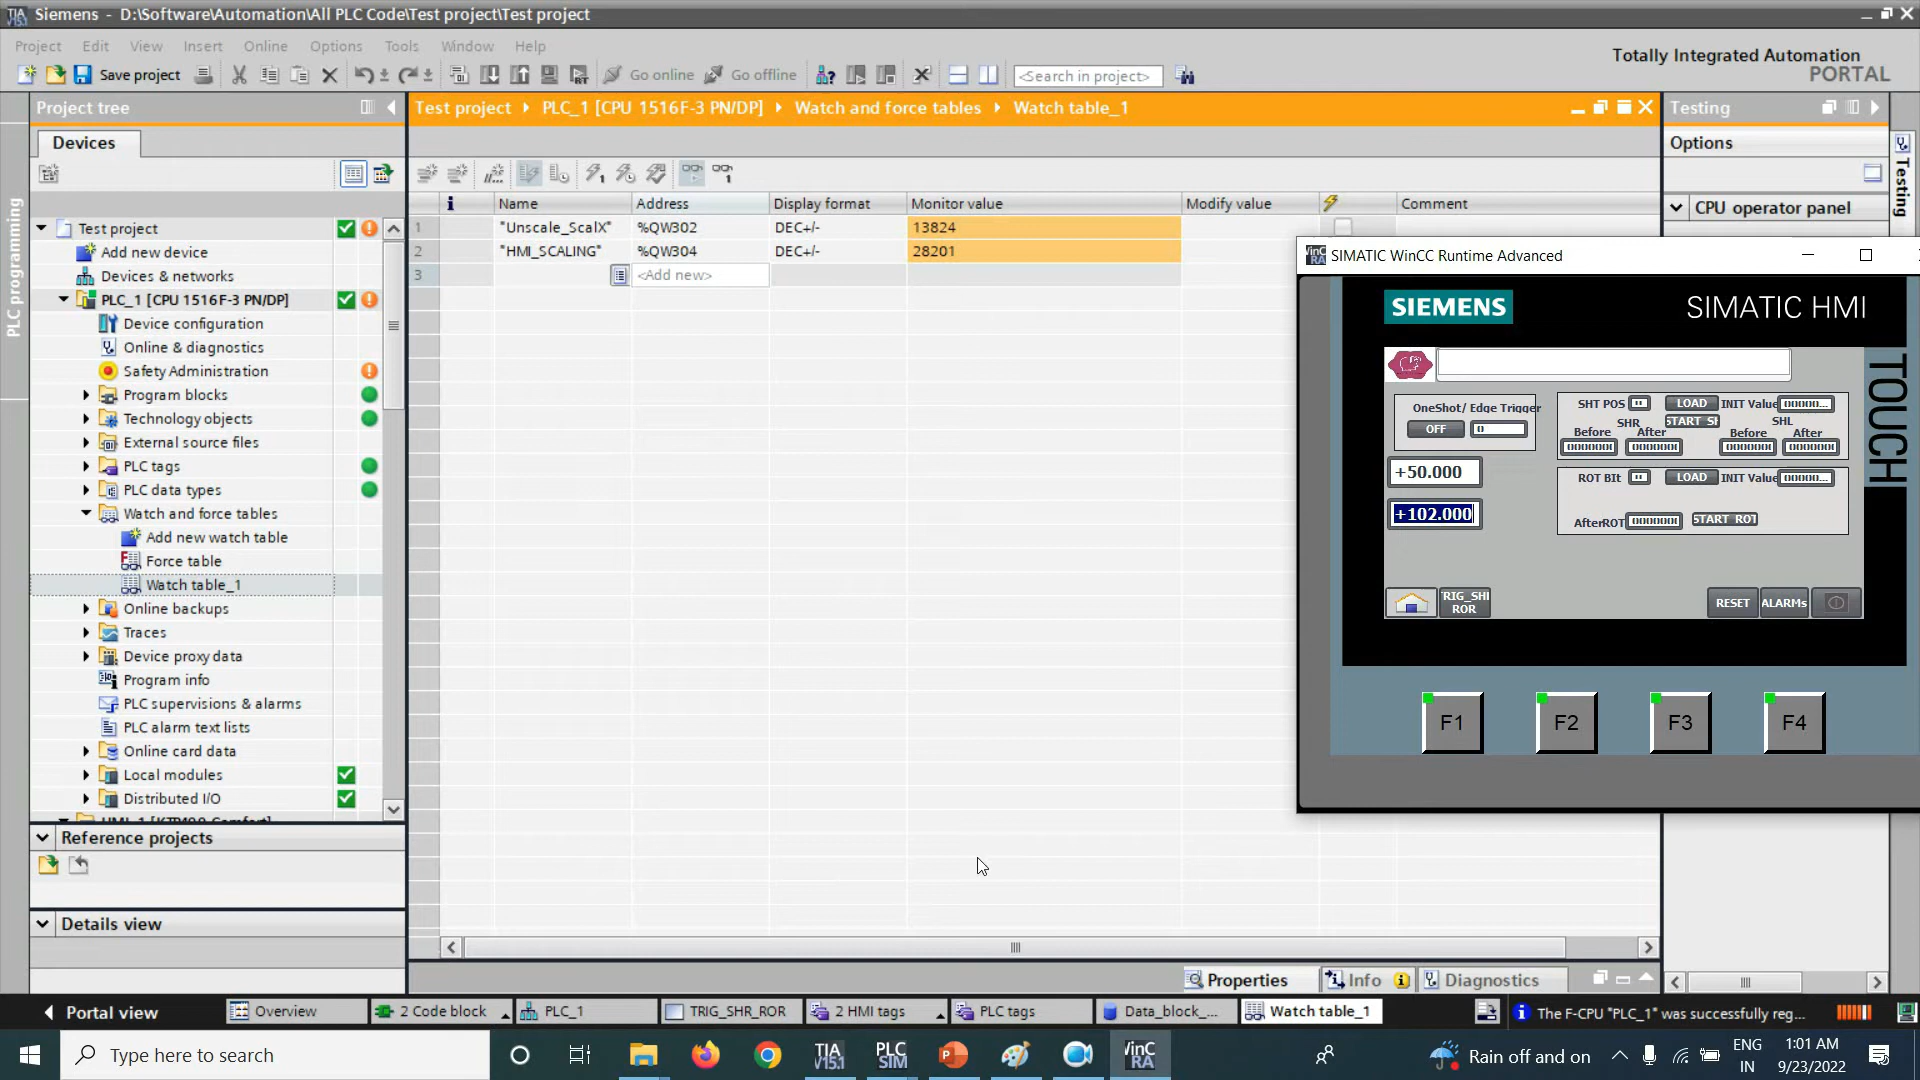 Siemens - D:\Software\Automation\All PLC Code\Test project\Test project
Project Edit View Insert Online Options Tools Window Help
Totally Integrated Automation
PORTAL
Save project
Go online
Go offline
<Search in project>
Project tree
Test project PLC_1 [CPU 1516F-3 PN/DP] Watch and force tables Watch table_1
Testing
Devices
Options
CPU operator panel
Testing
PLC programming
i Name Address Display format Monitor value Modify value Comment
1 "Unscale_ScalX" %QW302 DEC+/- 13824
2 "HMI_SCALING" %QW304 DEC+/- 28201
3 <Add new>
Test project
Add new device
Devices & networks
PLC_1 [CPU 1516F-3 PN/DP]
Device configuration
Online & diagnostics
Safety Administration
Program blocks
Technology objects
External source files
PLC tags
PLC data types
Watch and force tables
Add new watch table
Force table
Watch table_1
Online backups
Traces
Device proxy data
Program info
PLC supervisions & alarms
PLC alarm text lists
Online card data
Local modules
Distributed I/O
HMI_1 [KTP900 Comfort]
Reference projects
Details view
SIMATIC WinCC Runtime Advanced
SIEMENS
SIMATIC HMI
TOUCH
OneShot/ Edge Trigger
OFF 0
+50.000
+102.000
SHT POS LOAD INIT Value 00000...
SHR START SH SHL
Before After Before After
ROT BIt LOAD INIT Value 00000...
AfterROT START ROT
RIG_SHI
ROR
RESET ALARMs
F1 F2 F3 F4
Properties Info Diagnostics
Portal view Overview 2 Code block PLC_1 TRIG_SHR_ROR 2 HMI tags PLC tags Data_block_... Watch table_1 The F-CPU "PLC_1" was successfully reg...
Type here to search
TIA
V15.1
PLC
SIM
WinC
RA
Rain off and on
ENG
IN
1:01 AM
9/23/2022